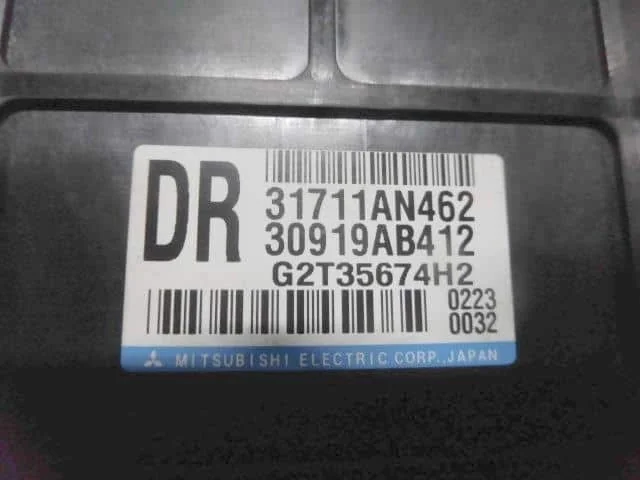 DR
31711AN462
30919AB412
G2T35674H2
0223
0032
MITSUBISHI ELECTRIC CORP.,JAPAN